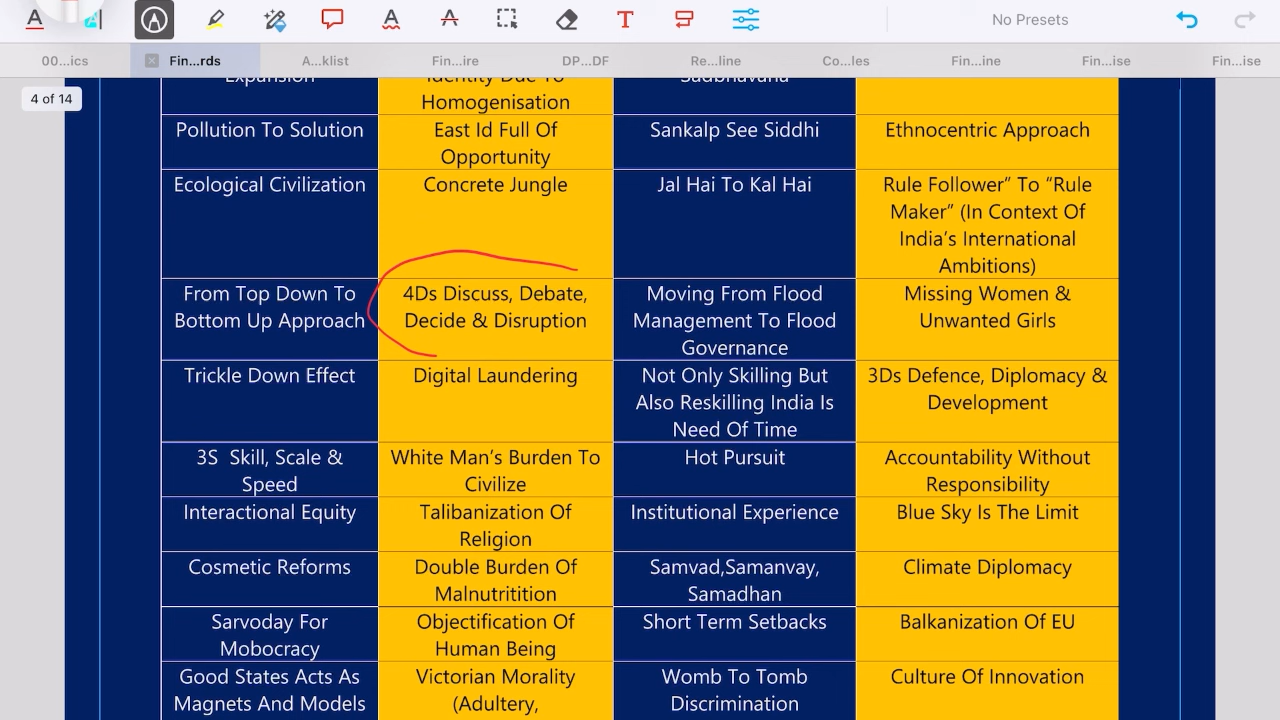 No Presets
00...ics
Fin...rds
A...klist
Fin...ire
DP...DF
Re...line
Co...les
Fin...ine
Fin...ise
Fin...ise
4 of 14
Expansion
Identity Due To
Homogenisation
Sadbhavana
Pollution To Solution
East Id Full Of
Opportunity
Sankalp See Siddhi
Ethnocentric Approach
Ecological Civilization
Concrete Jungle
Jal Hai To Kal Hai
Rule Follower” To “Rule
Maker” (In Context Of
India’s International
Ambitions)
From Top Down To
Bottom Up Approach
4Ds Discuss, Debate,
Decide & Disruption
Moving From Flood
Management To Flood
Governance
Missing Women &
Unwanted Girls
Trickle Down Effect
Digital Laundering
Not Only Skilling But
Also Reskilling India Is
Need Of Time
3Ds Defence, Diplomacy &
Development
3S Skill, Scale &
Speed
White Man’s Burden To
Civilize
Hot Pursuit
Accountability Without
Responsibility
Interactional Equity
Talibanization Of
Religion
Institutional Experience
Blue Sky Is The Limit
Cosmetic Reforms
Double Burden Of
Malnutritition
Samvad,Samanvay,
Samadhan
Climate Diplomacy
Sarvoday For
Mobocracy
Objectification Of
Human Being
Short Term Setbacks
Balkanization Of EU
Good States Acts As
Magnets And Models
Victorian Morality
(Adultery,
Womb To Tomb
Discrimination
Culture Of Innovation